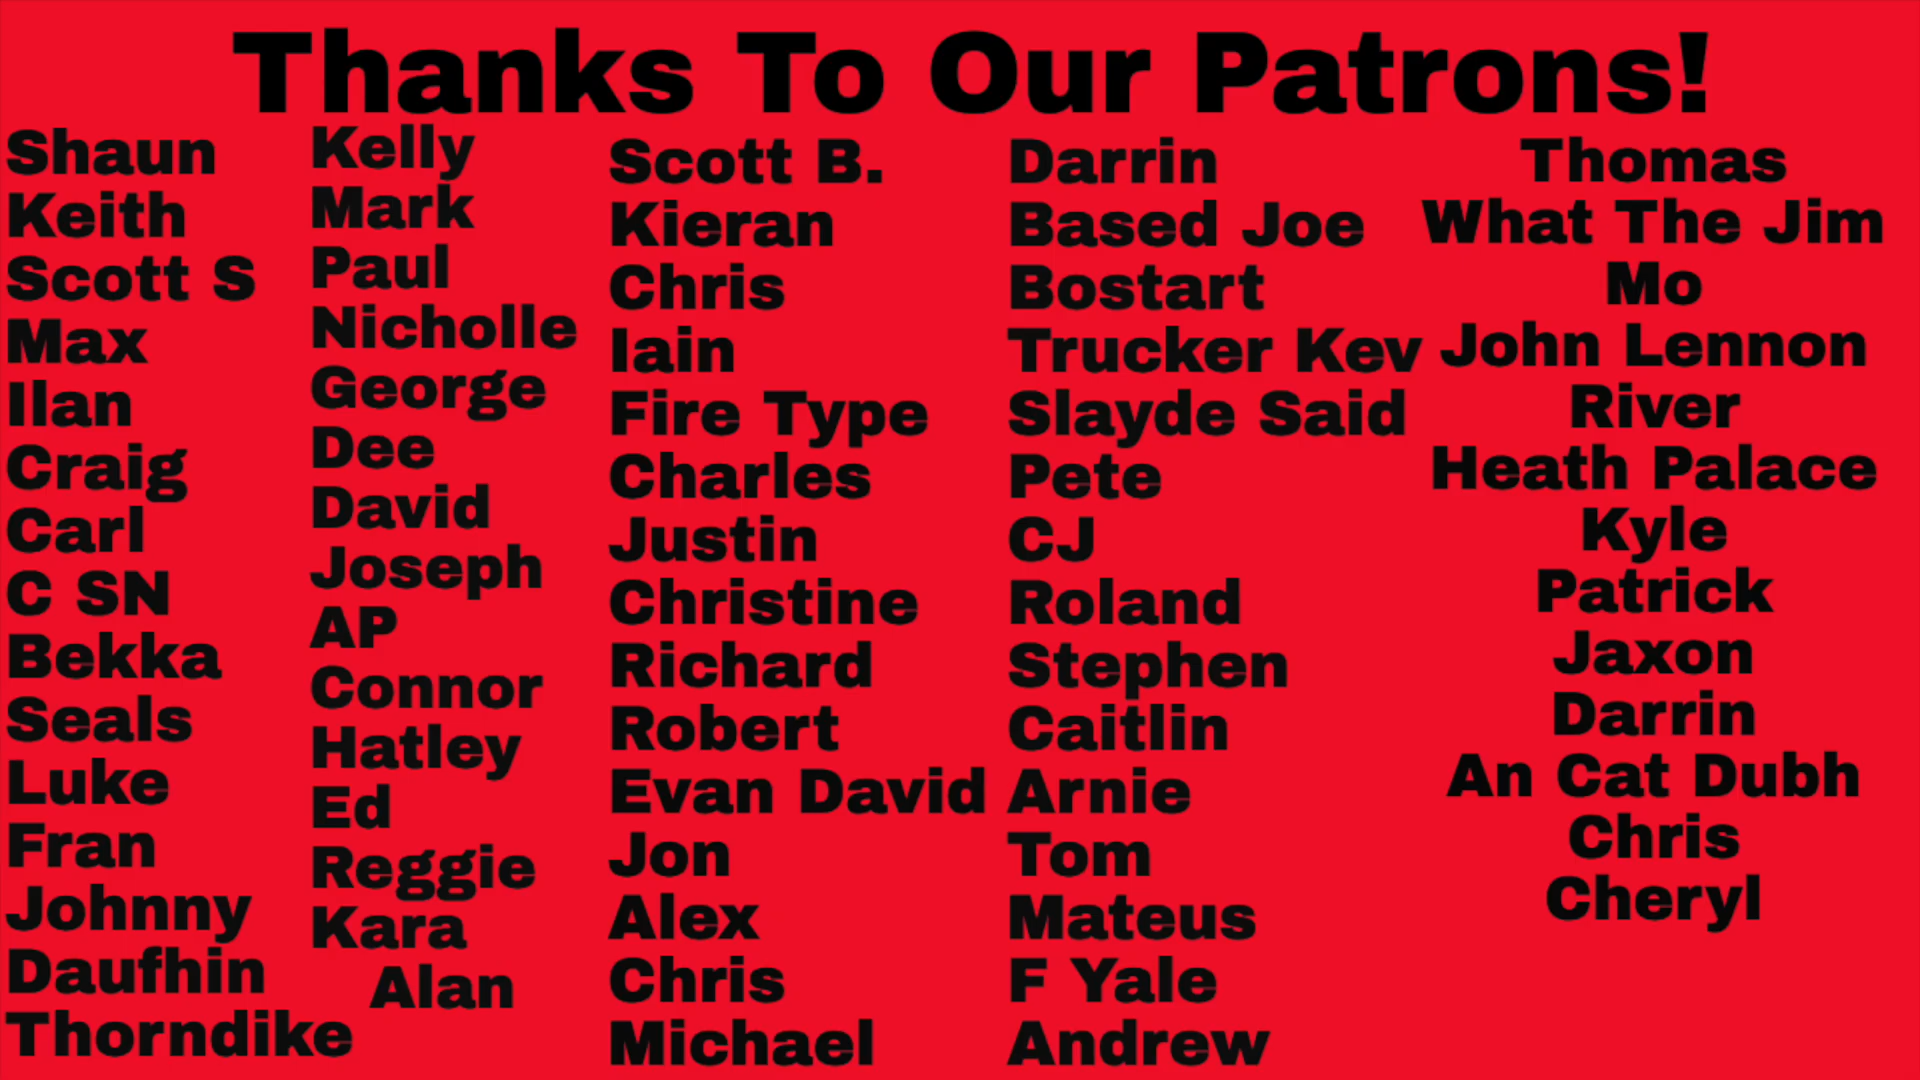 Thanks To Our Patrons!
Shaun
Keith
Scott S
Max
Ilan
Craig
Carl
C SN
Bekka
Seals
Luke
Fran
Johnny
Daufhin
Thorndike
Kelly
Mark
Paul
Nicholle
George
Dee
David
Joseph
AP
Connor
Hatley
Ed
Reggie
Kara
Alan
Scott B.
Kieran
Chris
Iain
Fire Type
Charles
Justin
Christine
Richard
Robert
Evan David
Jon
Alex
Chris
Michael
Darrin
Based Joe
Bostart
Trucker Kev
Slayde Said
Pete
CJ
Roland
Stephen
Caitlin
Arnie
Tom
Mateus
F Yale
Andrew
Thomas
What The Jim
Mo
John Lennon
River
Heath Palace
Kyle
Patrick
Jaxon
Darrin
An Cat Dubh
Chris
Cheryl